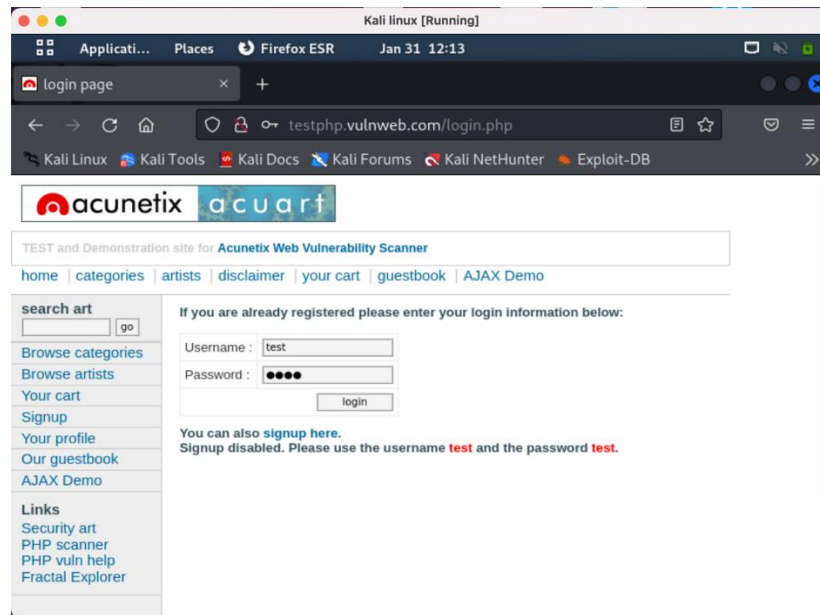 Kali linux [Running]
Applicati... Places Firefox ESR Jan 31 12:13
login page
testphp.vulnweb.com/login.php
Kali Linux Kali Tools Kali Docs Kali Forums Kali NetHunter Exploit-DB
acunetix acuart
TEST and Demonstration site for Acunetix Web Vulnerability Scanner
home | categories | artists | disclaimer | your cart | guestbook | AJAX Demo
search art
go
Browse categories
Browse artists
Your cart
Signup
Your profile
Our guestbook
AJAX Demo
Links
Security art
PHP scanner
PHP vuln help
Fractal Explorer
If you are already registered please enter your login information below:
Username : test
Password : ●●●●
login
You can also signup here.
Signup disabled. Please use the username test and the password test.